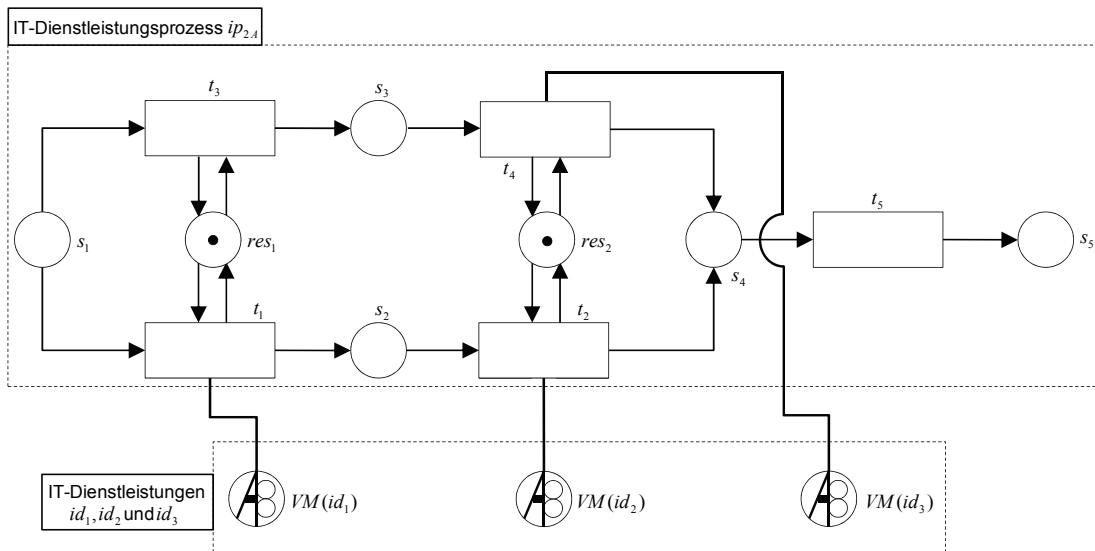 IT-Dienstleistungsprozess ip2A
t3
s3
t4
s1
res1
res2
t5
s5
s4
t1
s2
t2
IT-Dienstleistungen
id1, id2 und id3
VM(id1)
VM(id2)
VM(id3)